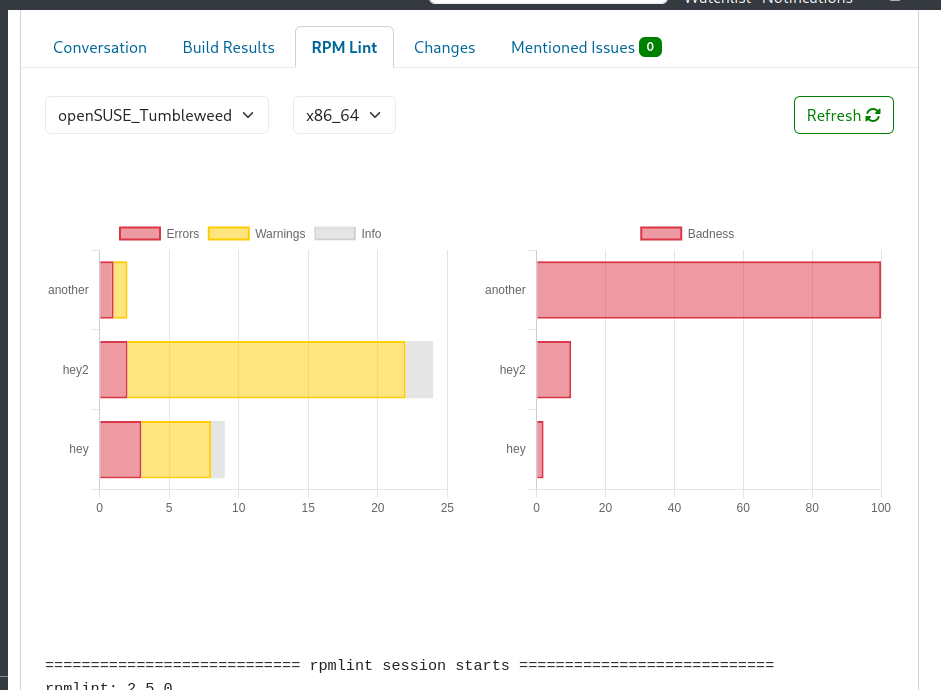 Watchlist Notifications
Conversation Build Results RPM Lint Changes Mentioned Issues 0
openSUSE_Tumbleweed x86_64 Refresh
Errors Warnings Info Badness
another another
hey2 hey2
hey hey
0 5 10 15 20 25 0 20 40 60 80 100
============================ rpmlint session starts ============================
rpmlint: 2.5.0